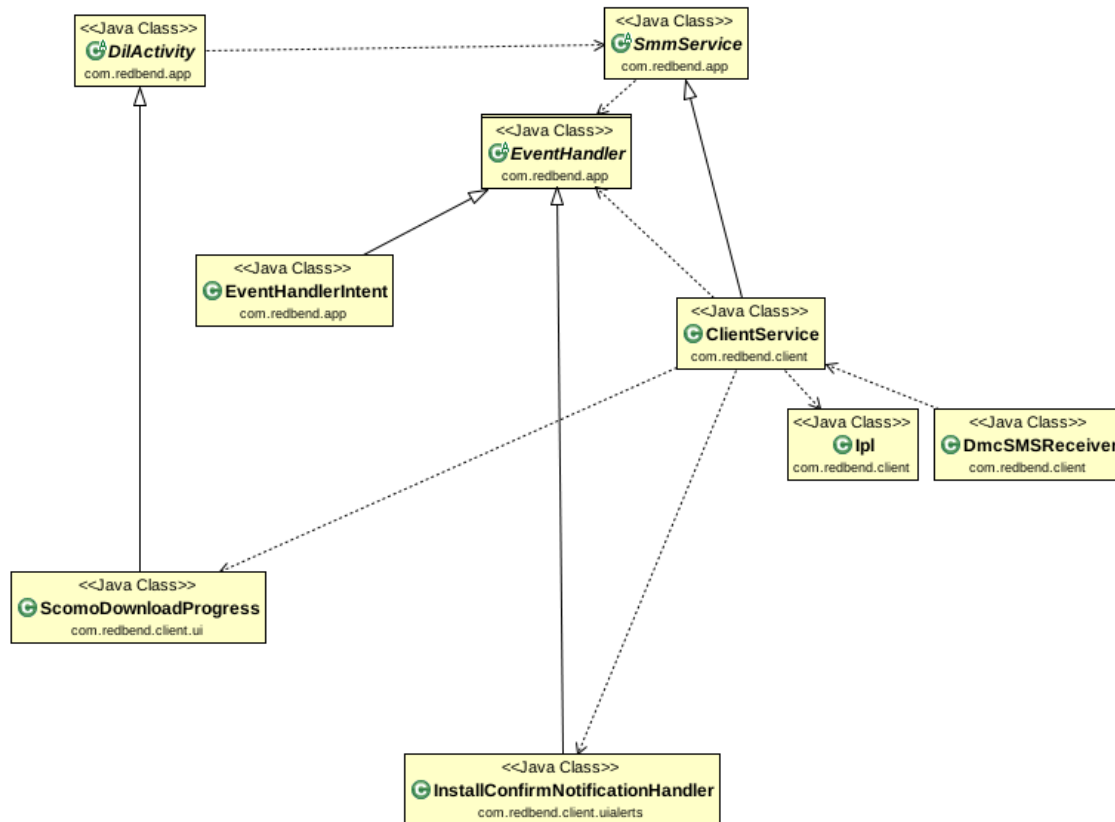 <<Java Class>>
DilActivity
com.redbend.app
<<Java Class>>
SmmService
com.redbend.app
<<Java Class>>
EventHandler
com.redbend.app
<<Java Class>>
EventHandlerIntent
com.redbend.app
<<Java Class>>
ClientService
com.redbend.client
<<Java Class>>
Ipl
com.redbend.client
<<Java Class>>
DmcSMSReceiver
com.redbend.client
<<Java Class>>
ScomoDownloadProgress
com.redbend.client.ui
<<Java Class>>
InstallConfirmNotificationHandler
com.redbend.client.uialerts